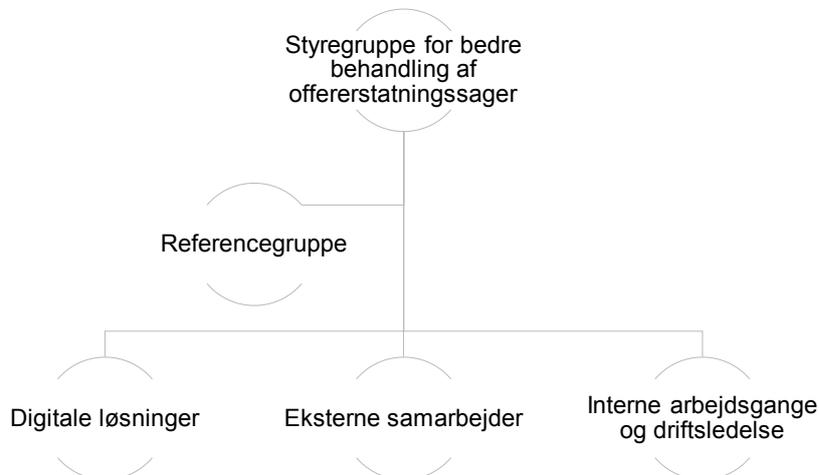 Styregruppe for bedre
behandling af
offererstatningssager
Referencegruppe
Digitale løsninger
Eksterne samarbejder
Interne arbejdsgange
og driftsledelse